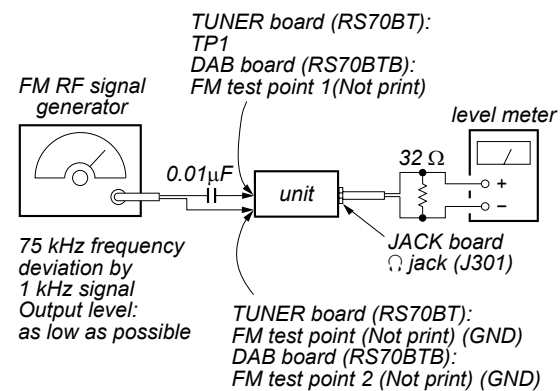 TUNER board (RS70BT):
TP1
DAB board (RS70BTB):
FM test point 1(Not print)
FM RF signal
generator
level meter
0.01μF
unit
32 Ω
+
–
JACK board
Ω jack (J301)
75 kHz frequency
deviation by
1 kHz signal
Output level:
as low as possible
TUNER board (RS70BT):
FM test point (Not print) (GND)
DAB board (RS70BTB):
FM test point 2 (Not print) (GND)